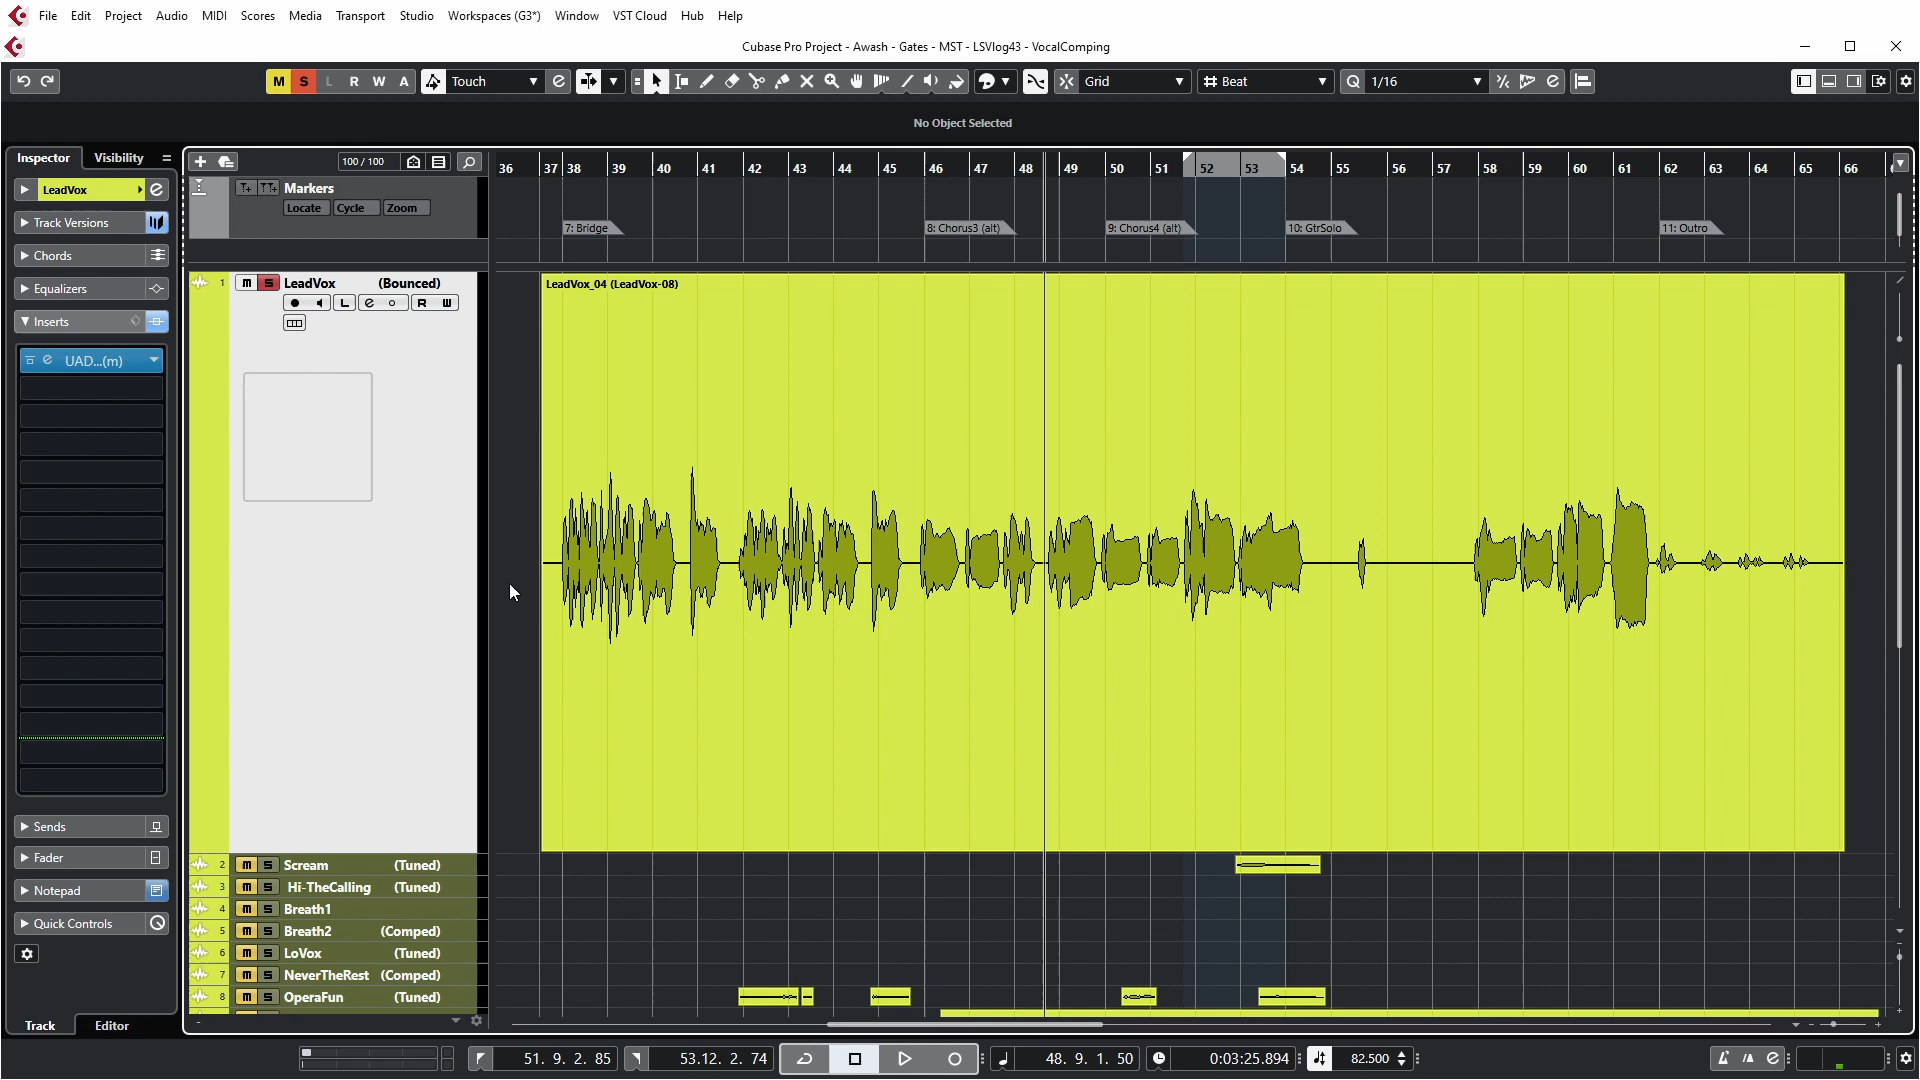 File Edit Project Audio MIDI Scores Media Transport Studio Workspaces (G3*) Window VST Cloud Hub Help
Cubase Pro Project - Awash - Gates - MST - LSVlog43 - VocalComping
M S L R W A Touch Grid Beat Q 1/16
No Object Selected
Inspector Visibility
100 / 100
36 37 38 39 40 41 42 43 44 45 46 47 48 49 50 51 52 53 54 55 56 57 58 59 60 61 62 63 64 65 66
LeadVox
Markers
Locate Cycle Zoom
Track Versions
7: Bridge 8: Chorus3 (alt) 9: Chorus4 (alt) 10: GtrSolo 11: Outro
Chords
Equalizers
1 m S LeadVox (Bounced)
LeadVox_04 (LeadVox-08)
L e R W
Inserts
UAD...(m)
Sends
Fader
Notepad
Quick Controls
2 m S Scream (Tuned)
3 m S Hi-TheCalling (Tuned)
4 m S Breath1
5 m S Breath2 (Comped)
6 m S LoVox (Tuned)
7 m S NeverTheRest (Comped)
8 m S OperaFun (Tuned)
Track Editor
51. 9. 2. 85 53.12. 2. 74 48. 9. 1. 50 0:03:25.894 82.500